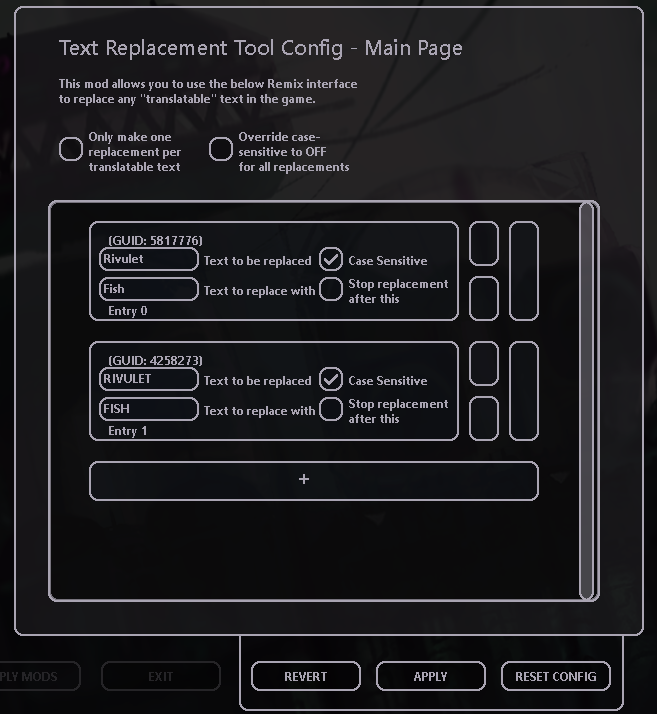 Text Replacement Tool Config - Main Page
This mod allows you to use the below Remix interface
to replace any "translatable" text in the game.
Only make one
replacement per
translatable text
Override case-
sensitive to OFF
for all replacements
(GUID: 5817776)
Rivulet Text to be replaced Case Sensitive
Fish Text to replace with Stop replacement
after this
Entry 0
(GUID: 4258273)
RIVULET Text to be replaced Case Sensitive
FISH Text to replace with Stop replacement
after this
Entry 1
+
PLY MODS EXIT REVERT APPLY RESET CONFIG